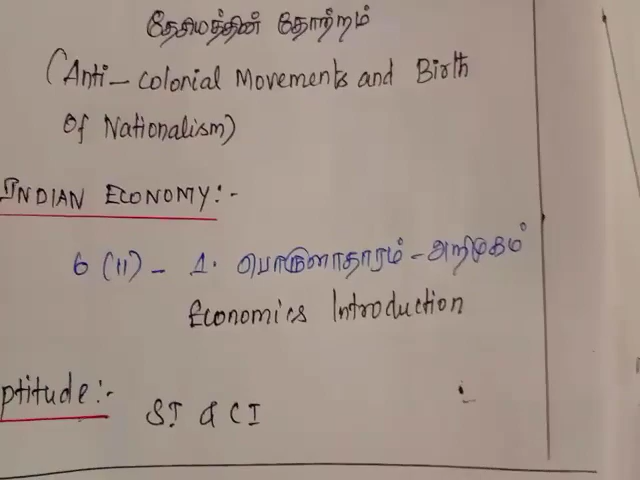 தேசியத்தின் தோற்றம்
(Anti-colonial Movements and Birth
Of Nationalism)
INDIAN ECONOMY:-
6 (II) - 1. பொருளாதாரம் - அறிமுகம்
Economics Introduction
ptitude:-
SI & CI